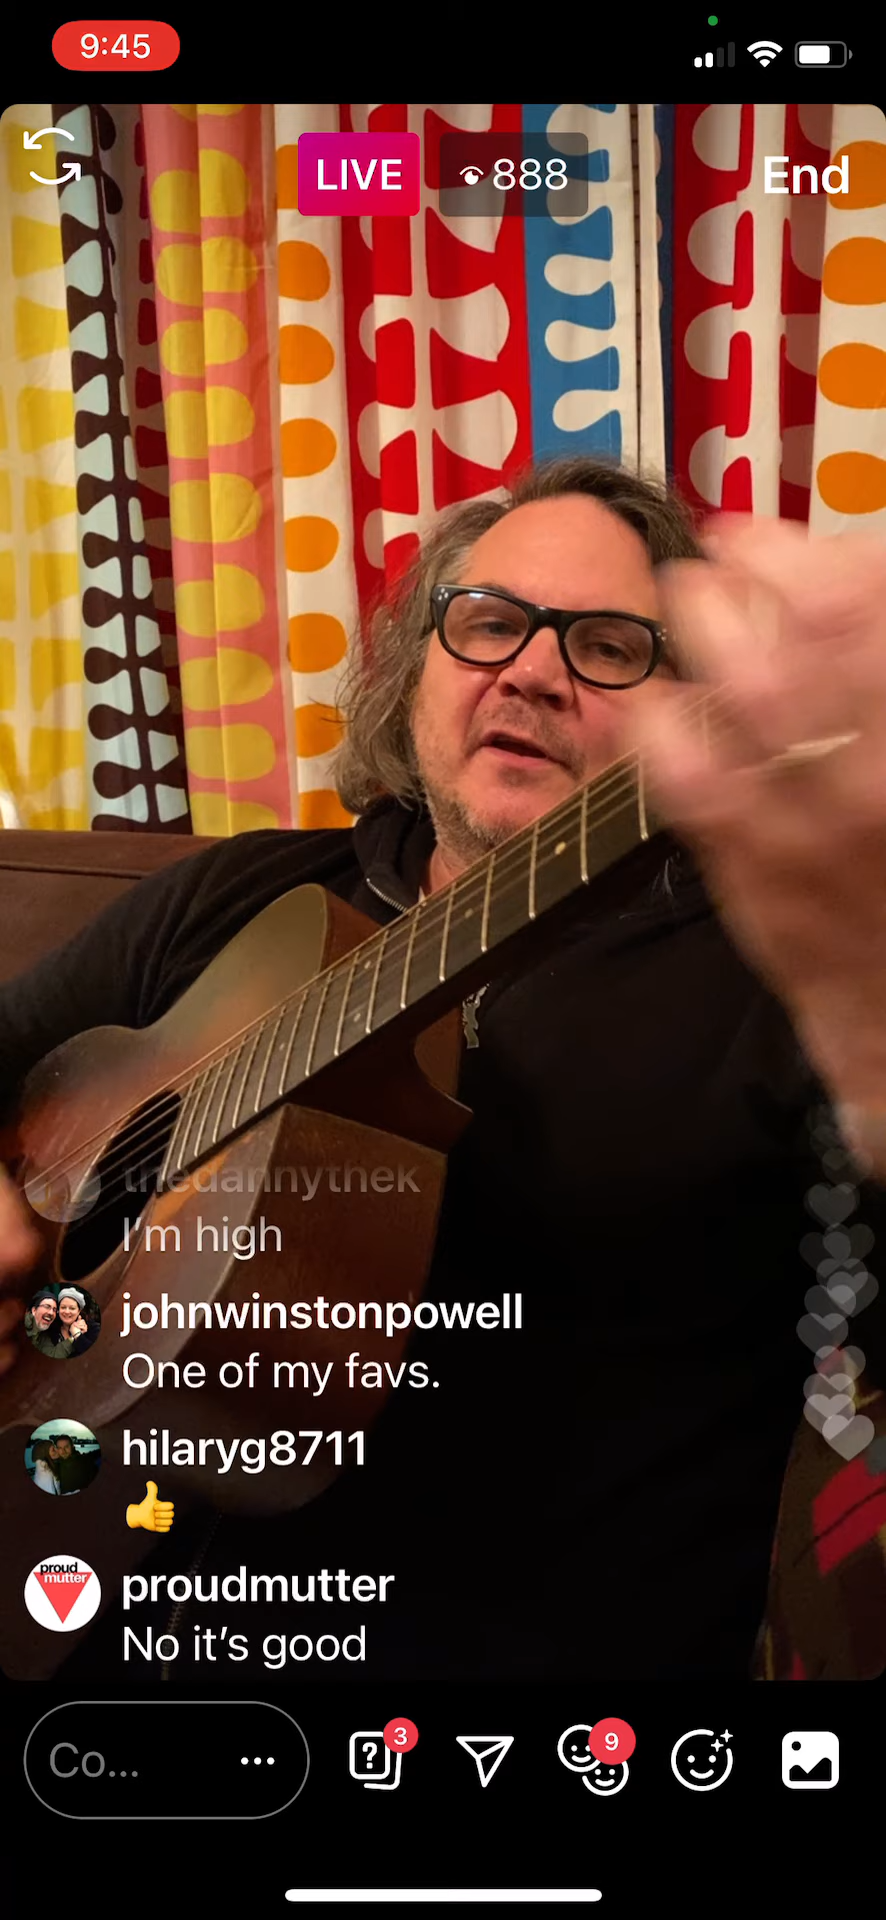 9:45
LIVE
888
End
thedannythek
I'm high
johnwinstonpowell
One of my favs.
hilaryg8711
👍
proud
mutter
proudmutter
No it's good
Co...
3
9